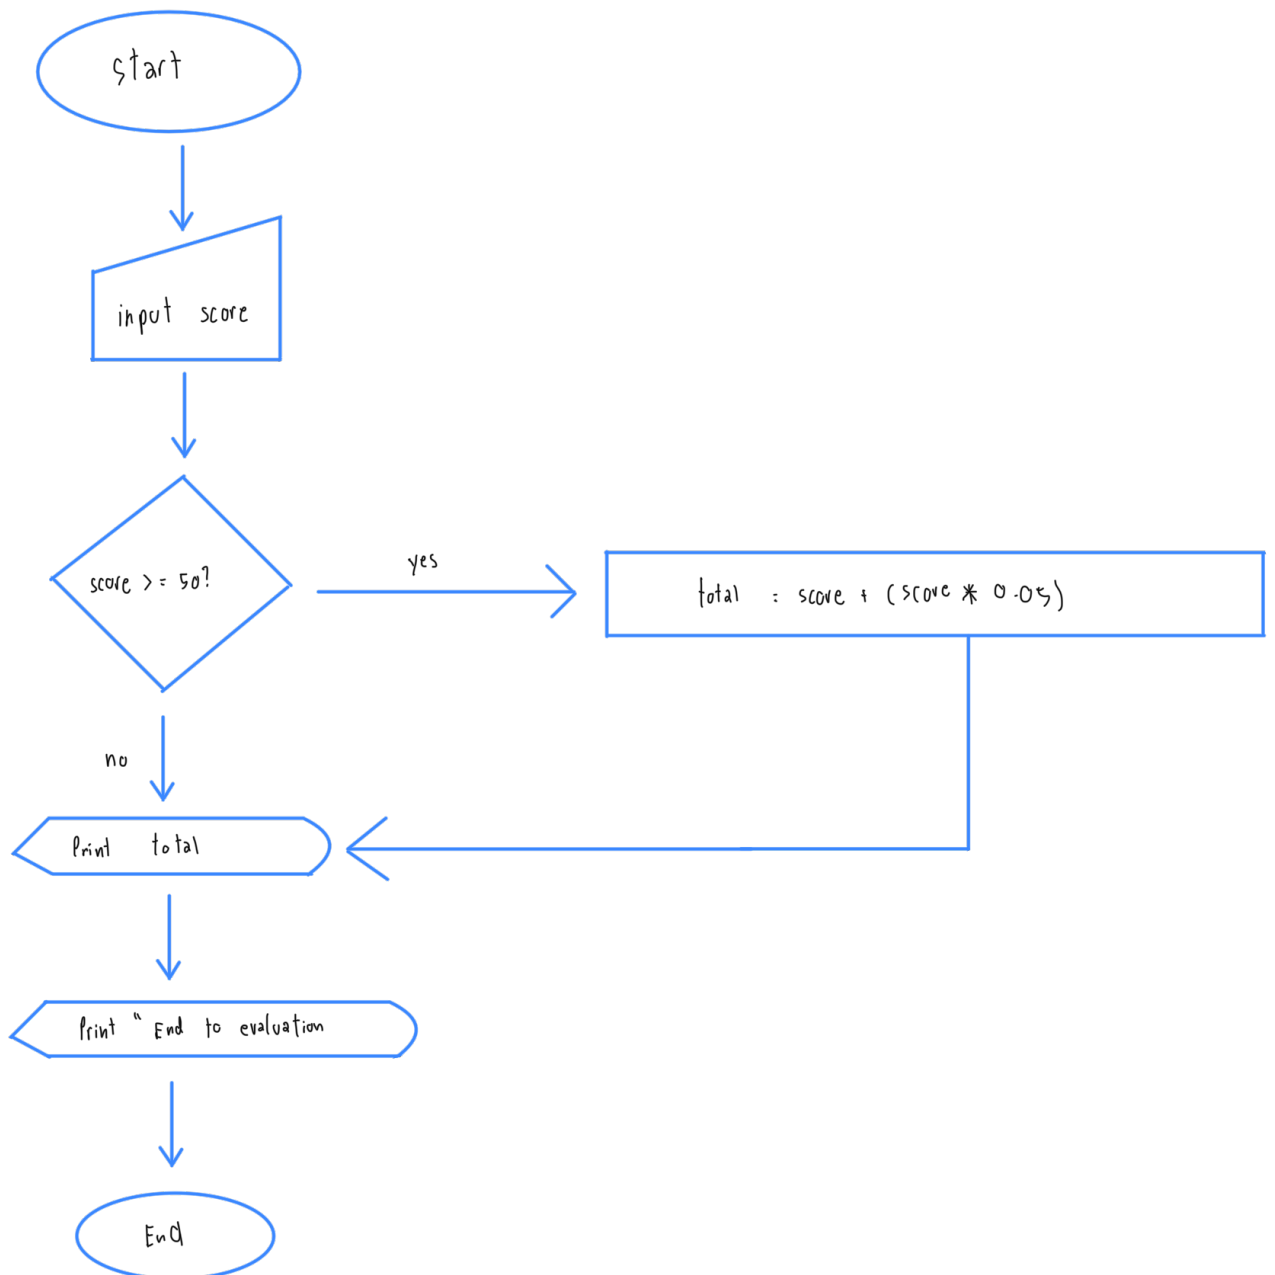 start
input score
score >= 50?
yes
total = score + (score * 0.05)
no
Print total
Print " End to evaluation
End